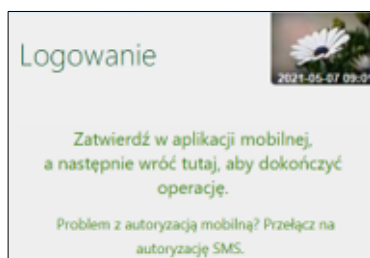 Logowanie
2021-05-07 09:0
Zatwierdź w aplikacji mobilnej,
a następnie wróć tutaj, aby dokończyć
operację.
Problem z autoryzacją mobilną? Przełącz na
autoryzację SMS.